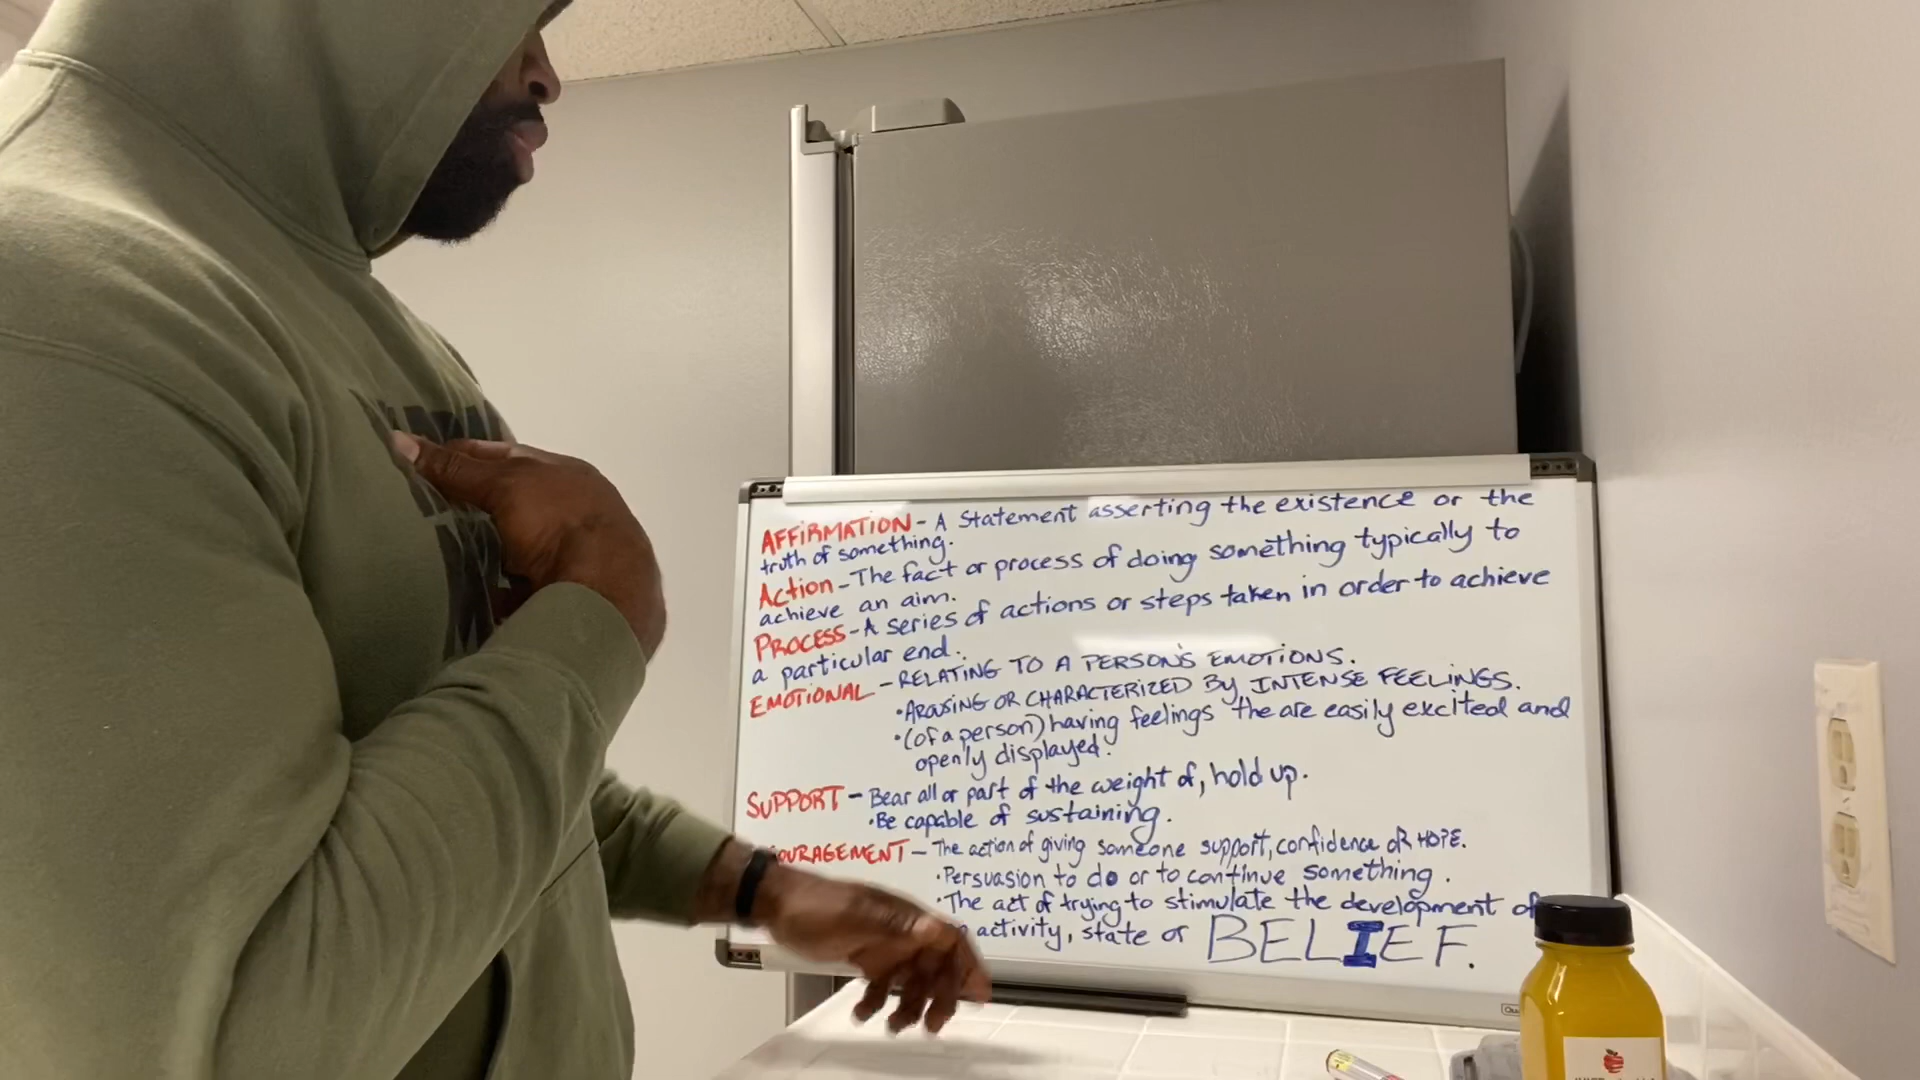 AFFIRMATION - A Statement asserting the existence or the
truth of something.
Action - The fact or process of doing something typically to
achieve an aim.
PROCESS - A series of actions or steps taken in order to achieve
a particular end.
EMOTIONAL - RELATING TO A PERSON'S EMOTIONS.
• AROUSING OR CHARACTERIZED BY INTENSE FEELINGS.
• (of a person) having feelings the are easily excited and
openly displayed.
SUPPORT - Bear all or part of the weight of, hold up.
• Be capable of sustaining.
OURAGEMENT - The action of giving someone support, confidence OR HOPE.
• Persuasion to do or to continue something.
• The act of trying to stimulate the development of
activity, state or BELIEF.